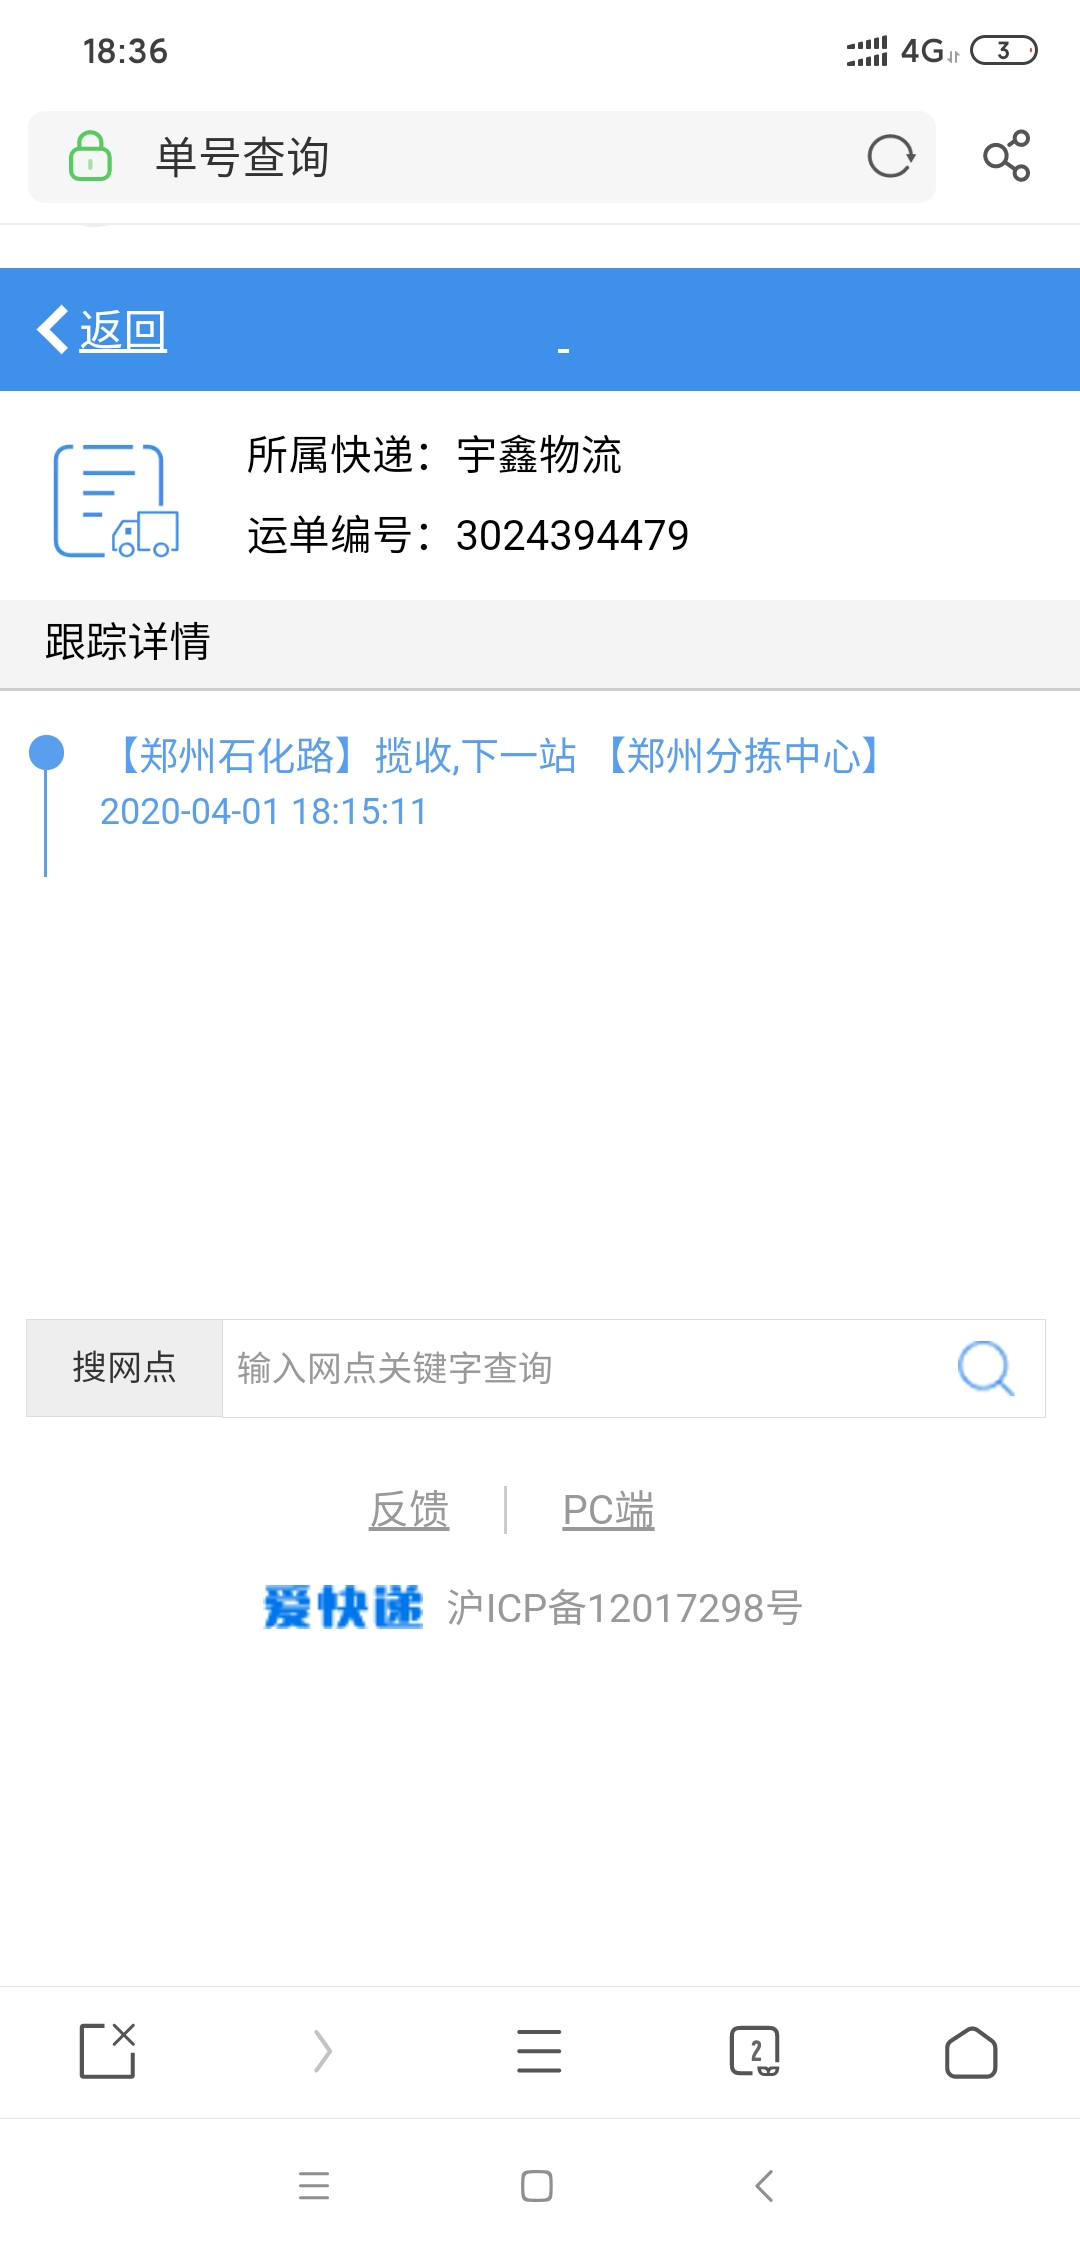 18:36
4G
3
单号查询
返回
-
所属快递：宇鑫物流
运单编号：3024394479
跟踪详情
【郑州石化路】揽收,下一站 【郑州分拣中心】
2020-04-01 18:15:11
搜网点
输入网点关键字查询
反馈
PC端
爱快递 沪ICP备12017298号
2